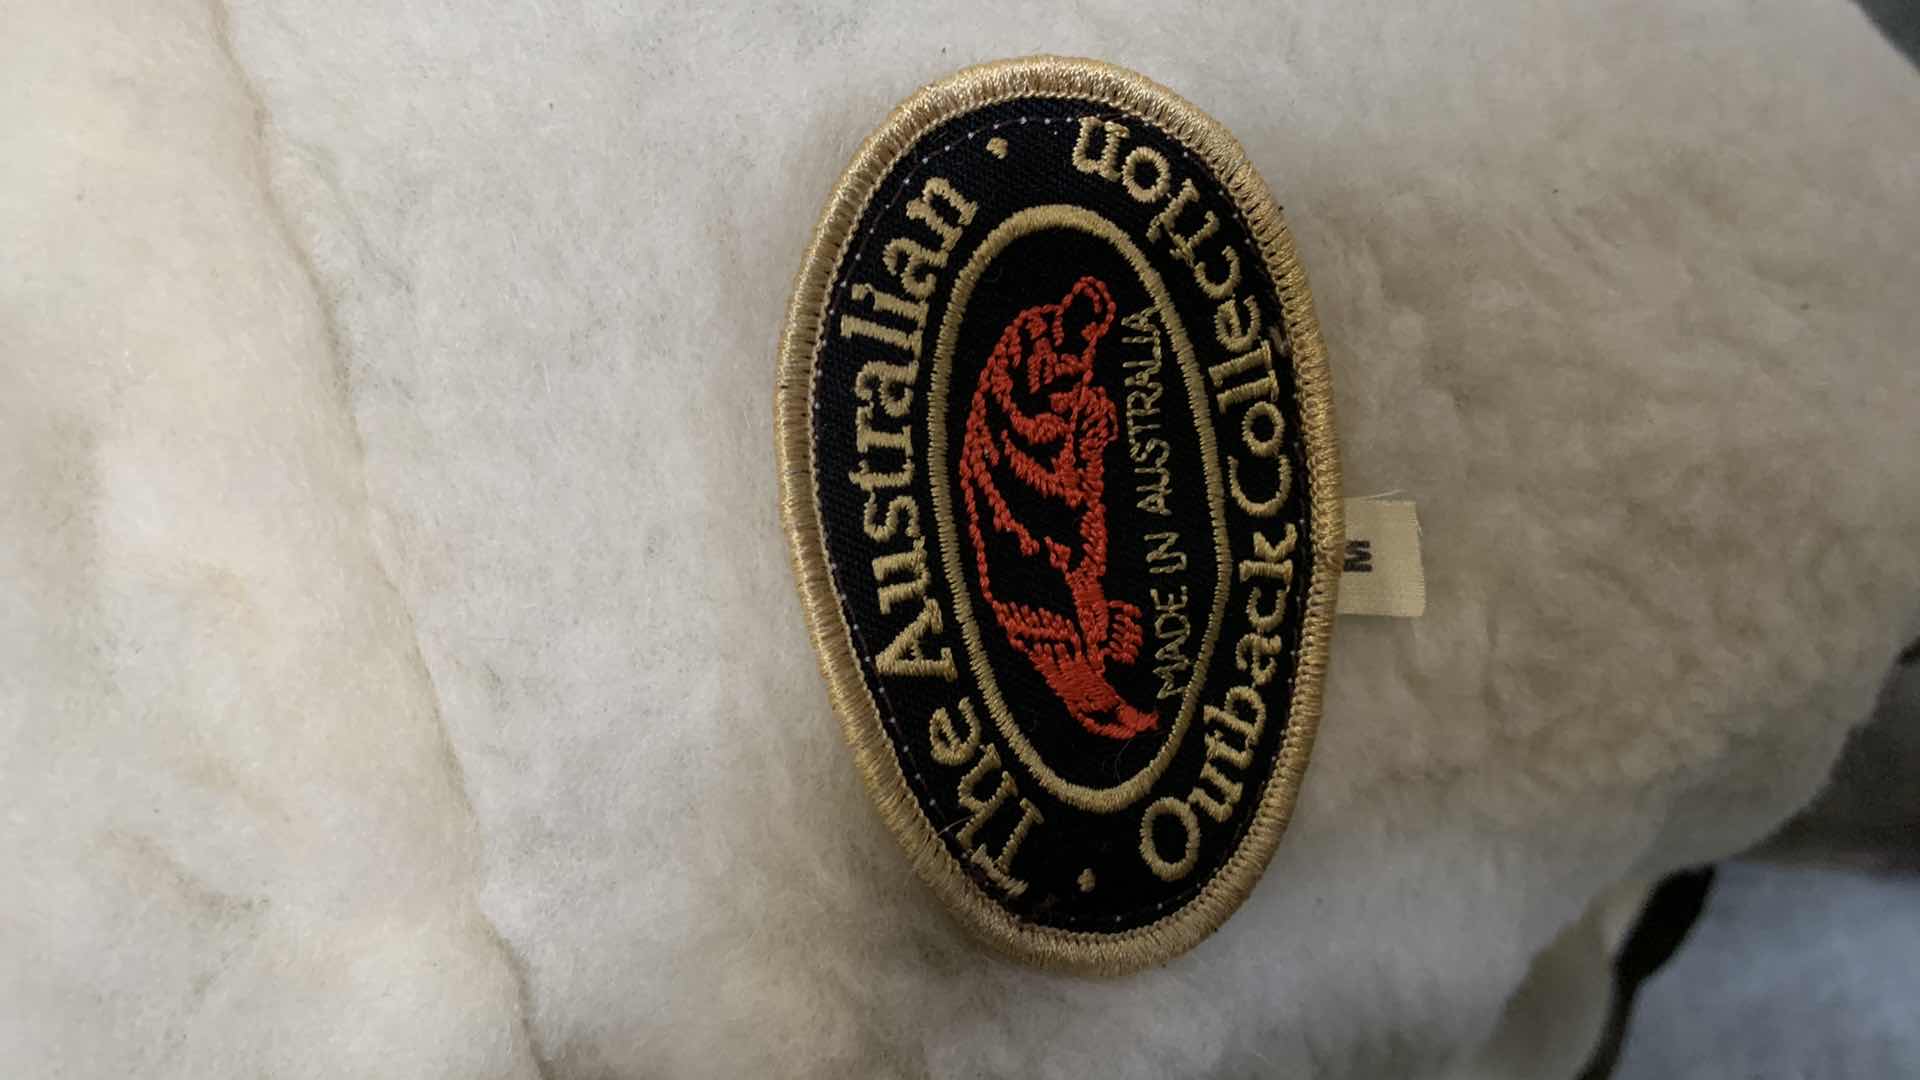 The Australian
MADE IN AUSTRALIA
Outback Collection
M